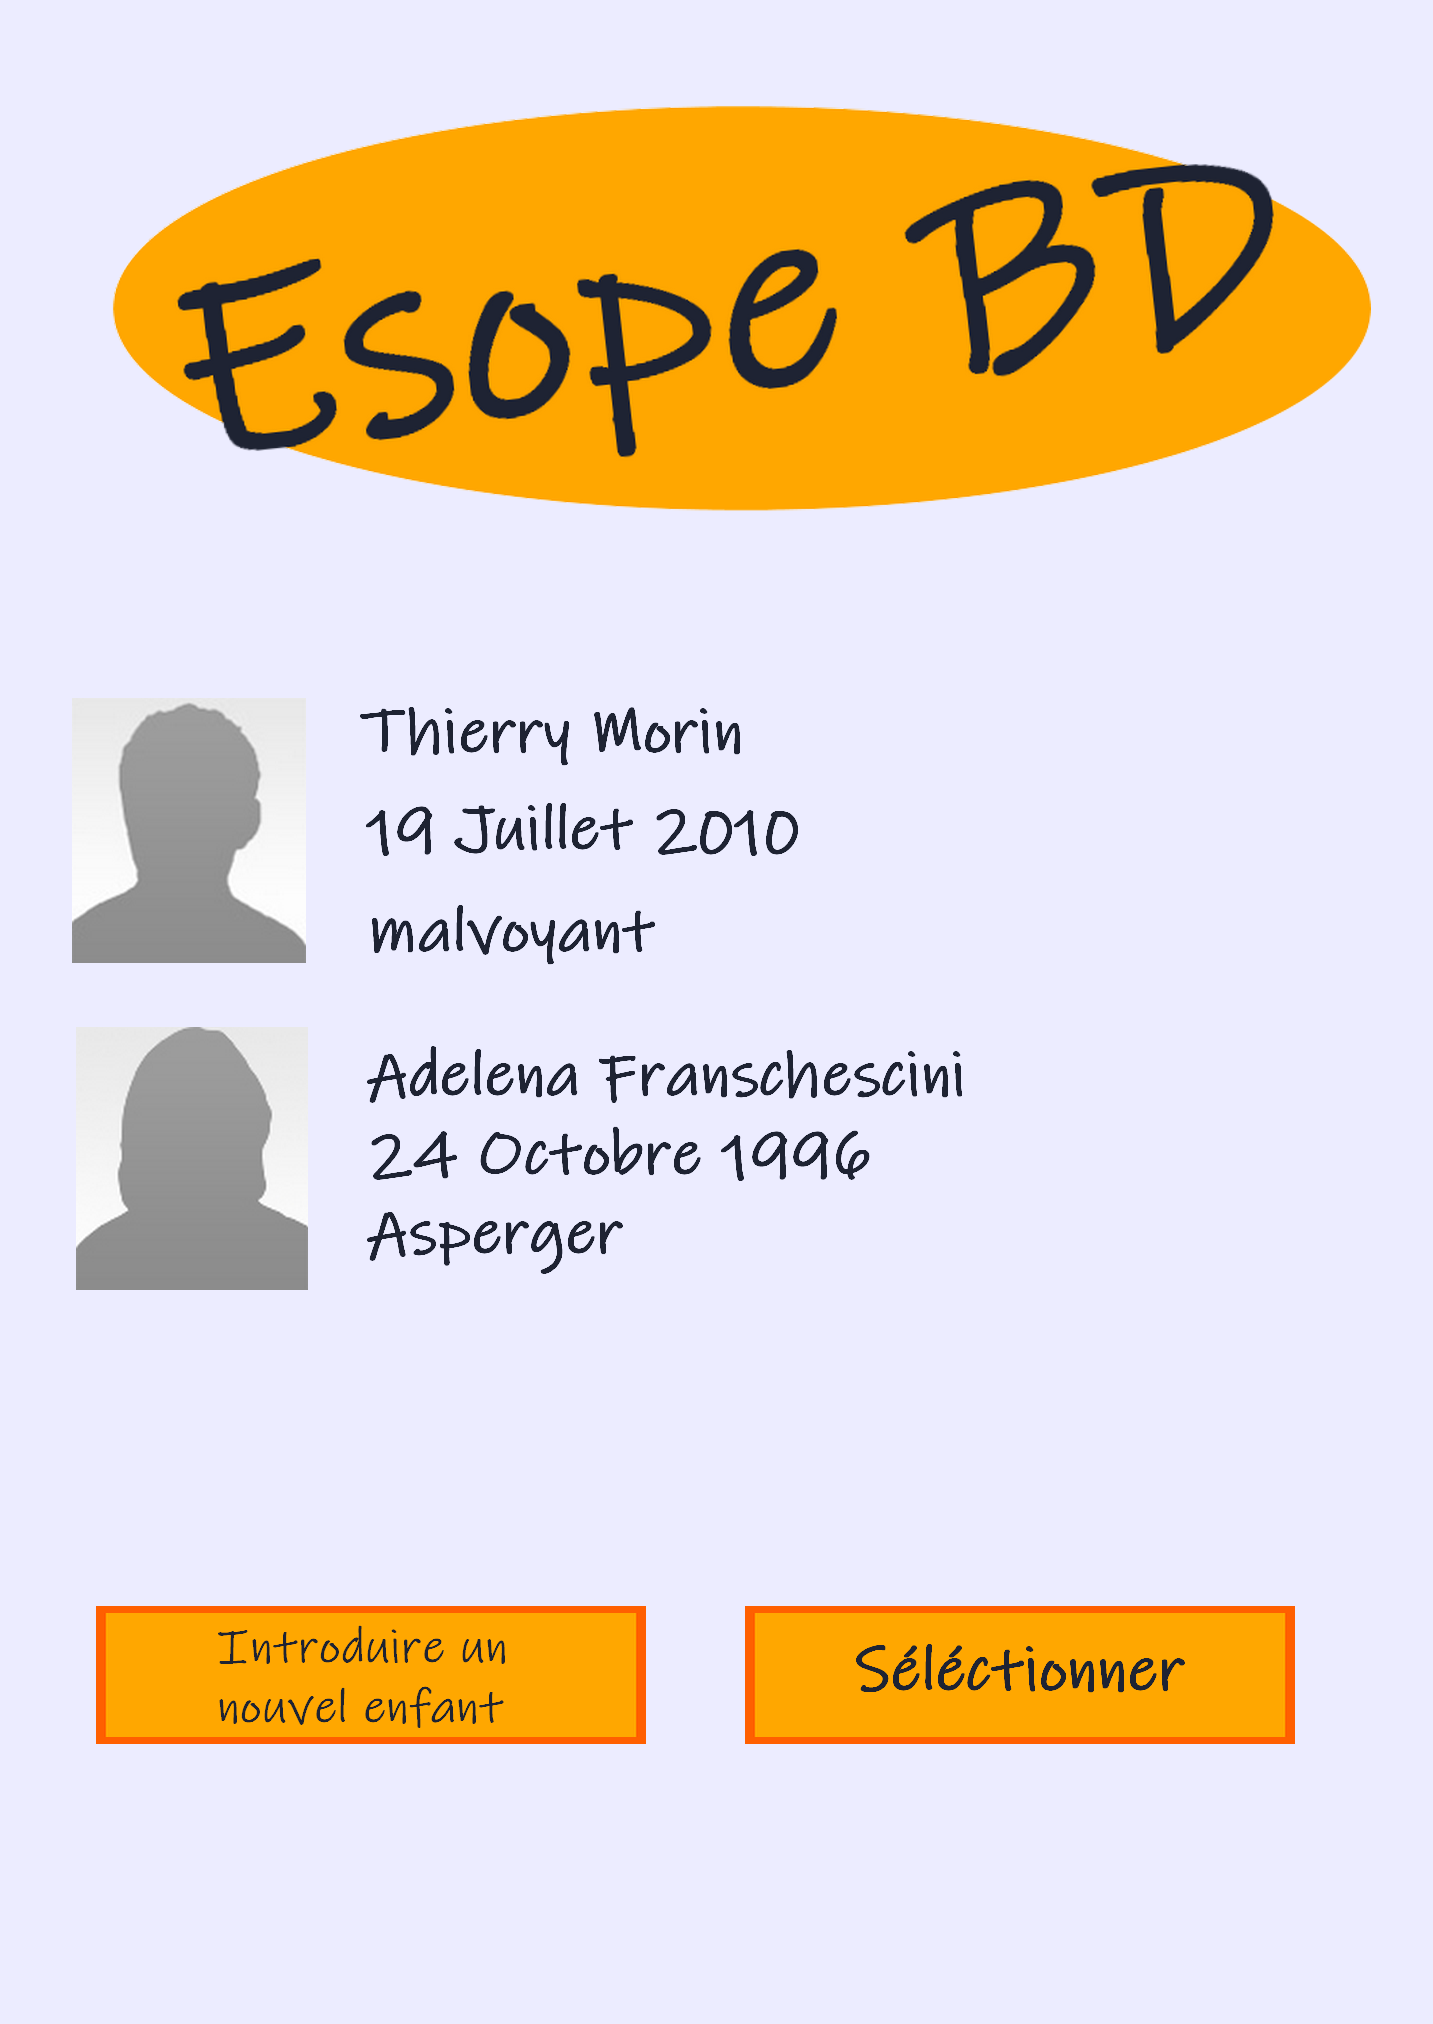 Esope BD
Thierry Morin
19 Juillet 2010
malvoyant
Adelena Franschescini
24 Octobre 1996
Asperger
Introduire un
nouvel enfant
Séléctionner